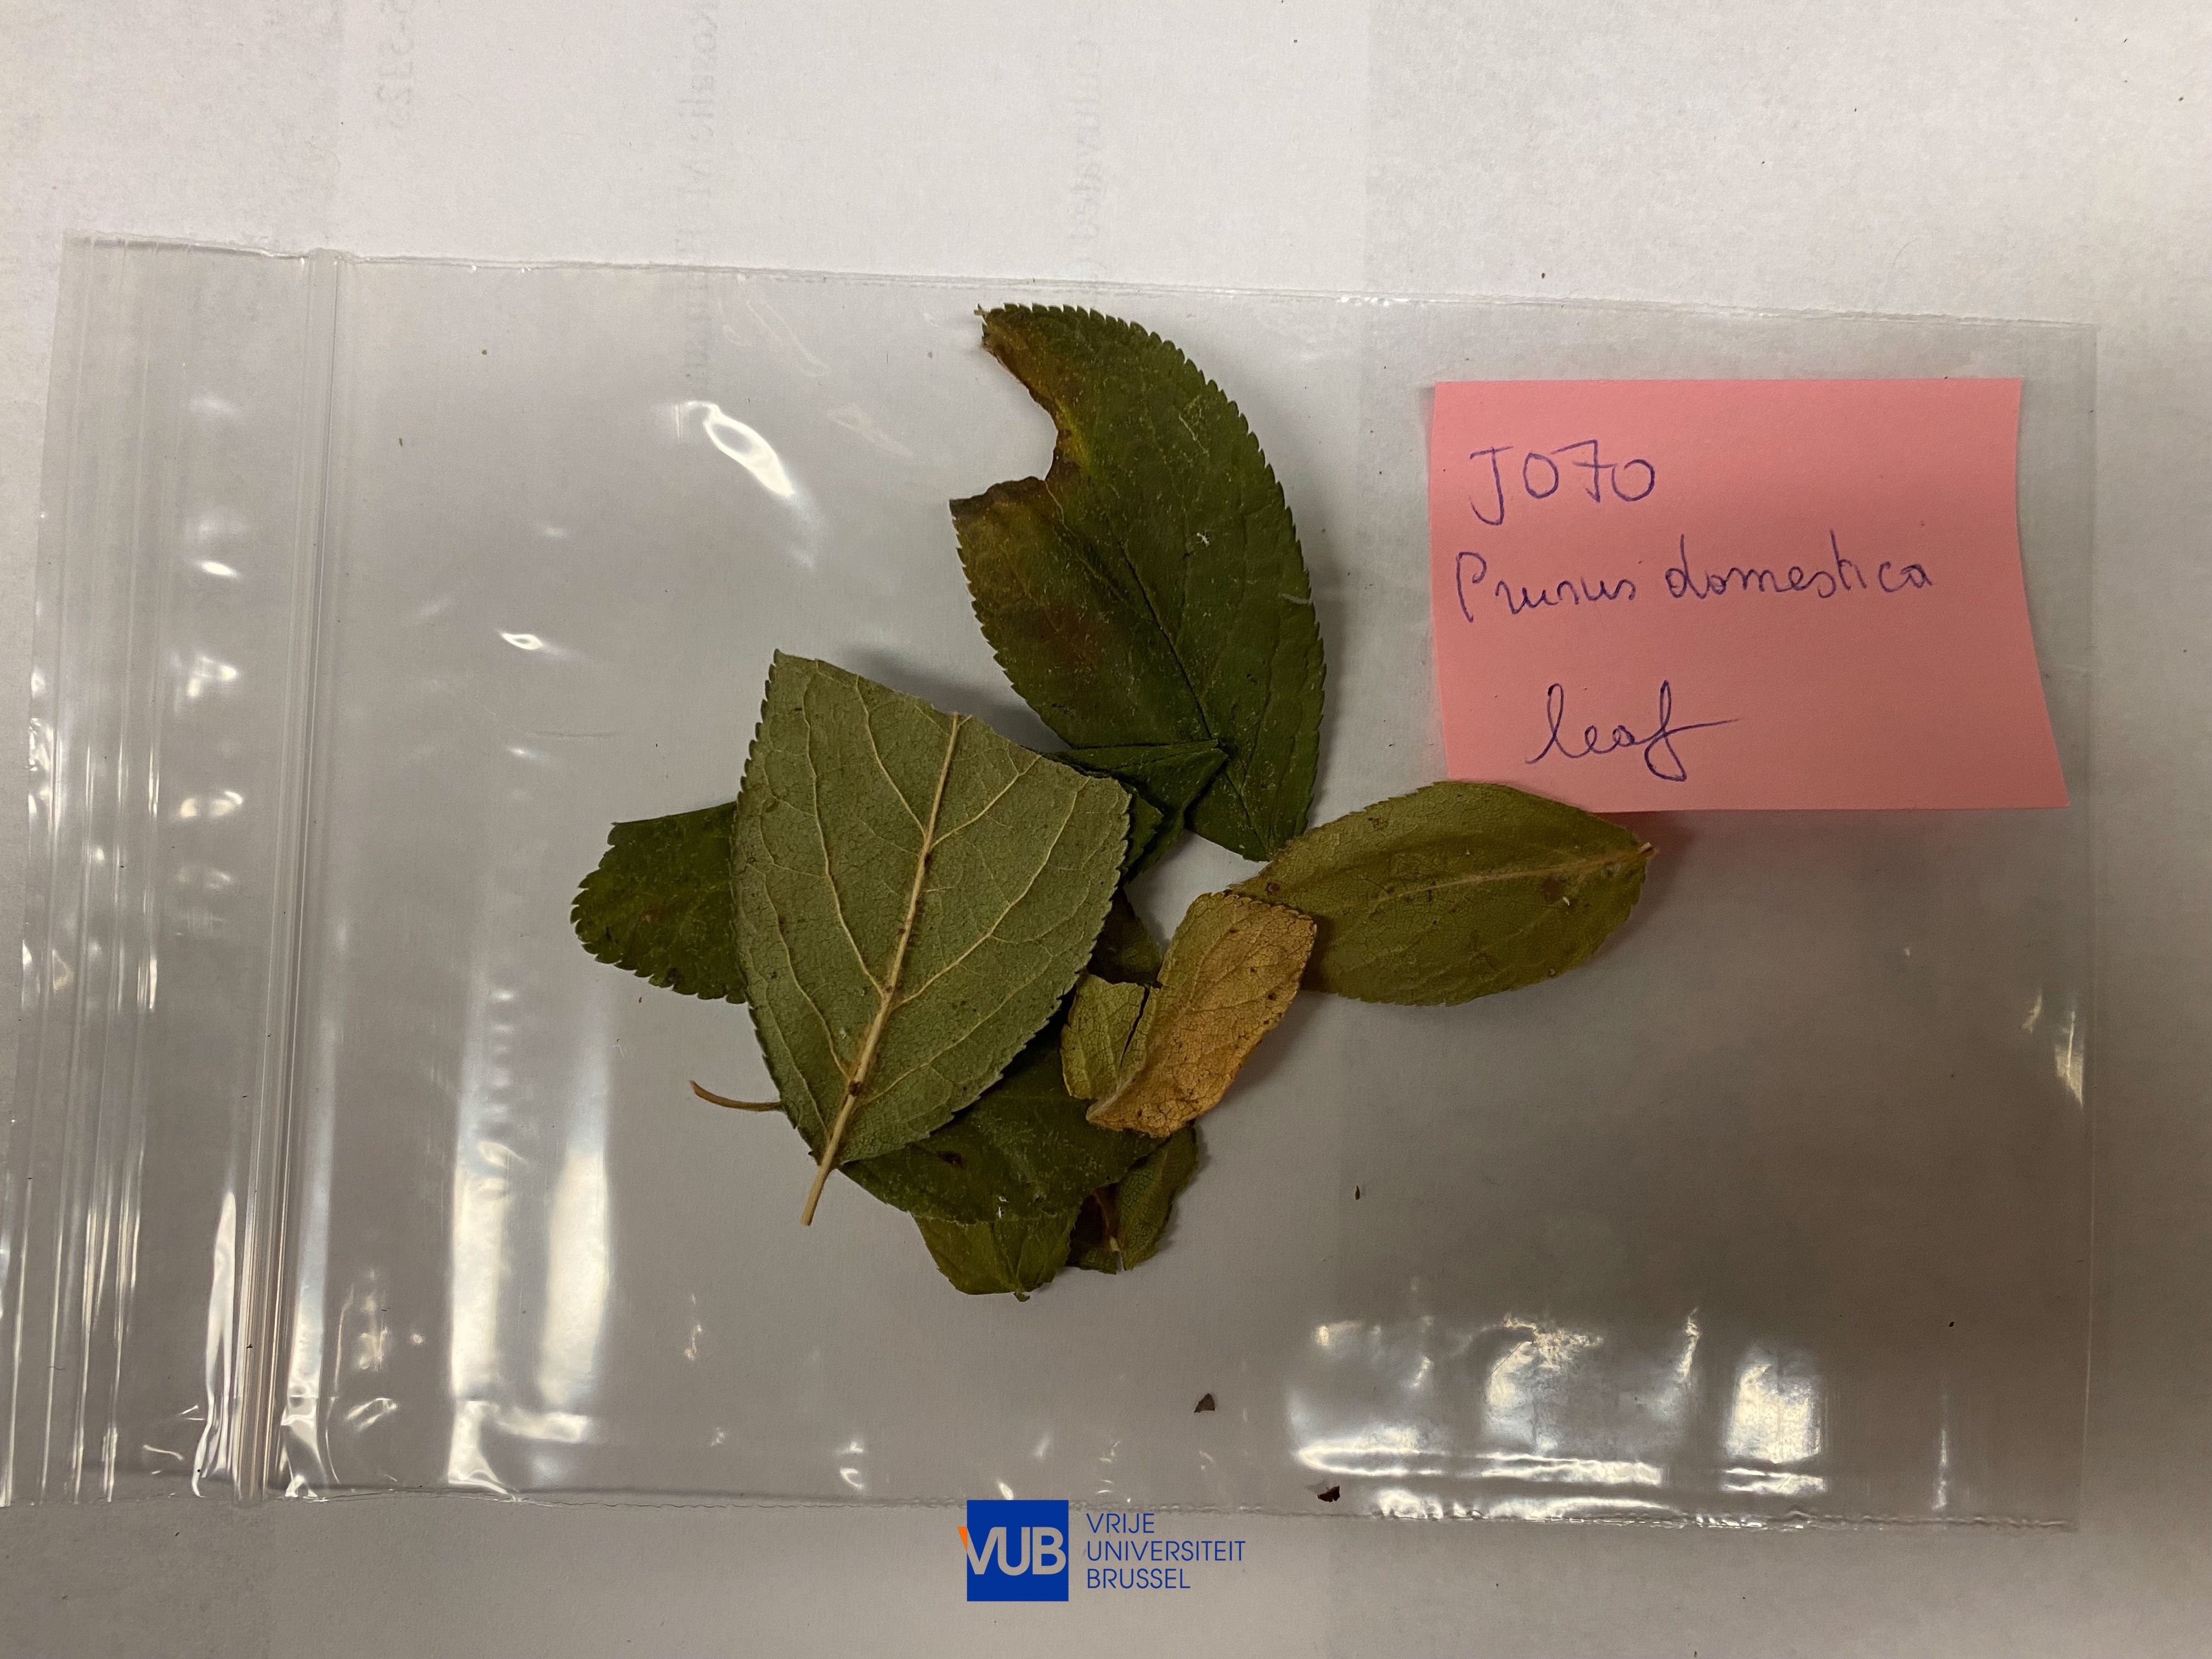 J070
Prunus domestica
leaf
VUB
VRIJE
UNIVERSITEIT
BRUSSEL